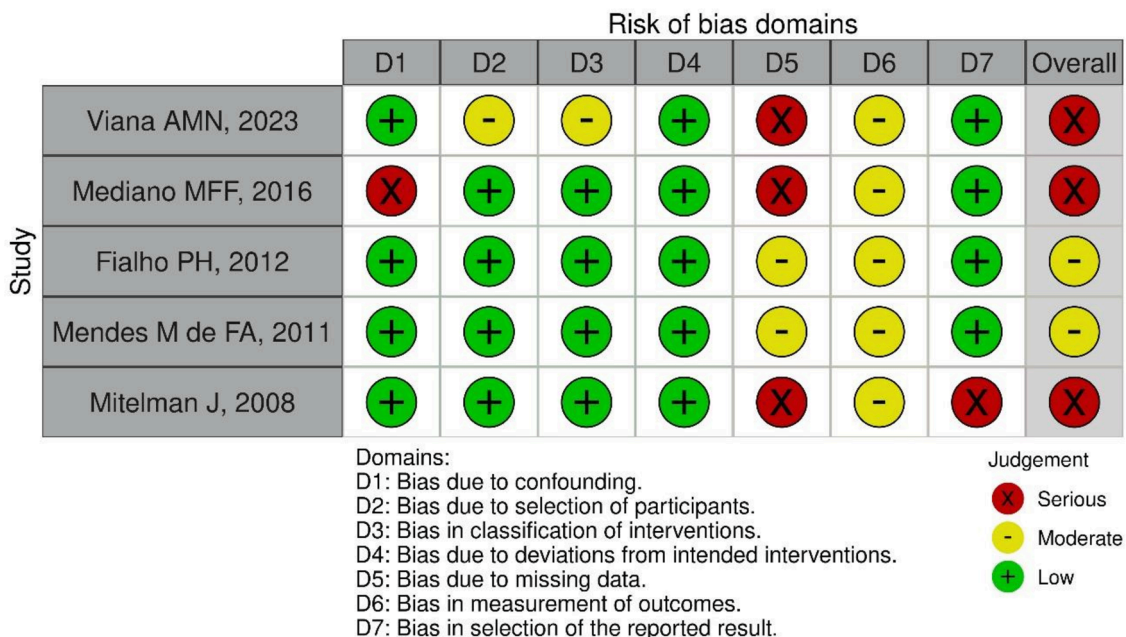 Risk of bias domains
D1 D2 D3 D4 D5 D6 D7 Overall
Study
Viana AMN, 2023 + - - + X - + X
Mediano MFF, 2016 X + + + X - + X
Fialho PH, 2012 + + + + - - + -
Mendes M de FA, 2011 + + + + - - + -
Mitelman J, 2008 + + + + X - X X
Domains:
D1: Bias due to confounding.
D2: Bias due to selection of participants.
D3: Bias in classification of interventions.
D4: Bias due to deviations from intended interventions.
D5: Bias due to missing data.
D6: Bias in measurement of outcomes.
D7: Bias in selection of the reported result.
Judgement
X Serious
- Moderate
+ Low